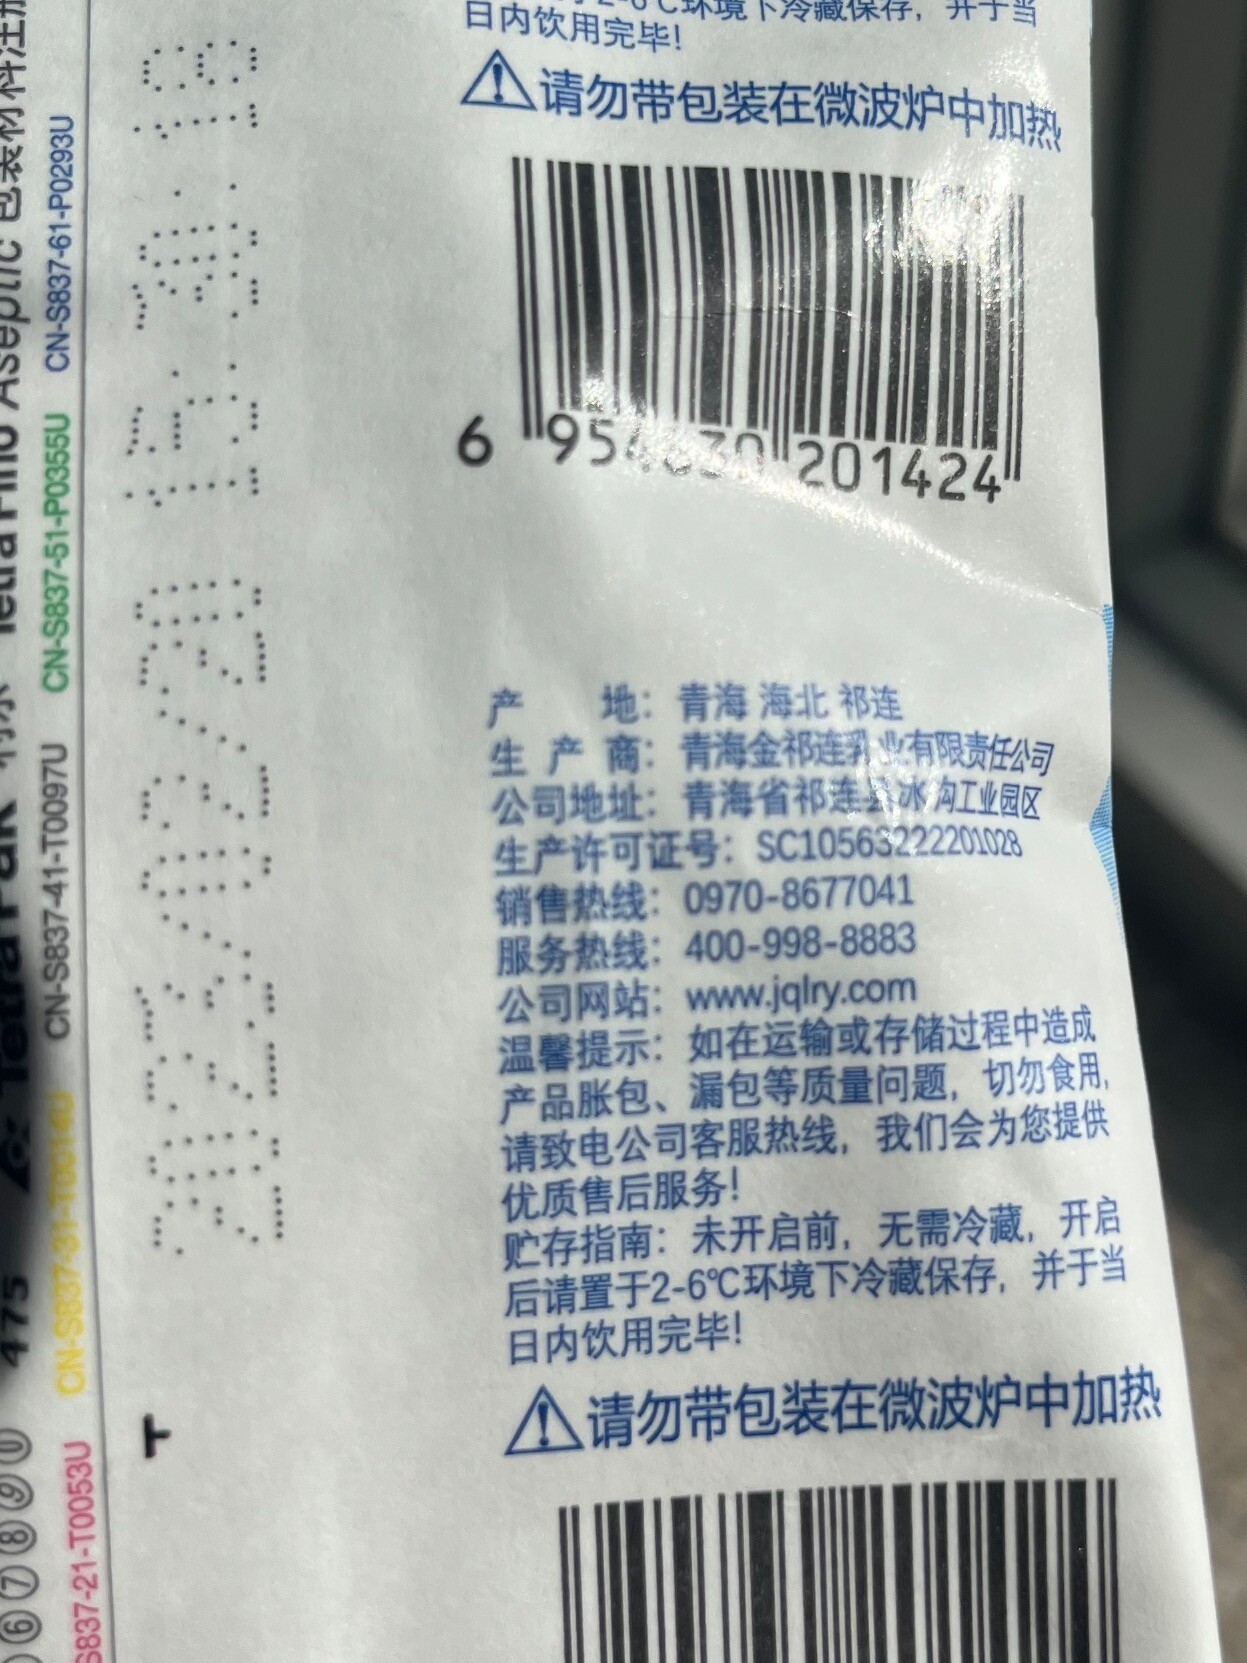 日内饮用完毕!
请勿带包装在微波炉中加热
产 地：青海 海北 祁连
生产商：青海金祁连乳业有限责任公司
公司地址：青海省祁连县冰沟工业园区
生产许可证号：SC10563222201028
销售热线：0970-8677041
服务热线：400-998-8883
公司网站：www.jqlry.com
温馨提示：如在运输或存储过程中造成
产品胀包、漏包等质量问题，切勿食用,
请致电公司客服热线，我们会为您提供
优质售后服务!
贮存指南：未开启前，无需冷藏，开启
后请置于2-6℃环境下冷藏保存，并于当
日内饮用完毕!
请勿带包装在微波炉中加热
CN-S837-61-P0293U
CN-S837-51-P0355U
CN-S837-41-T0097U
CN-S837-31-T0014U
S837-21-T0053U
475
T